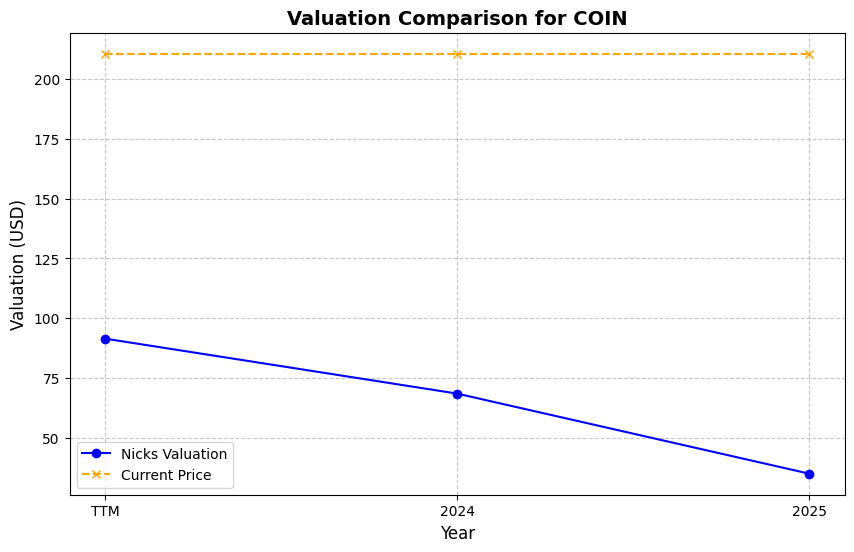 Valuation Comparison for COIN
Valuation (USD)
200
175
150
125
100
75
50
Nicks Valuation
Current Price
TTM
2024
2025
Year